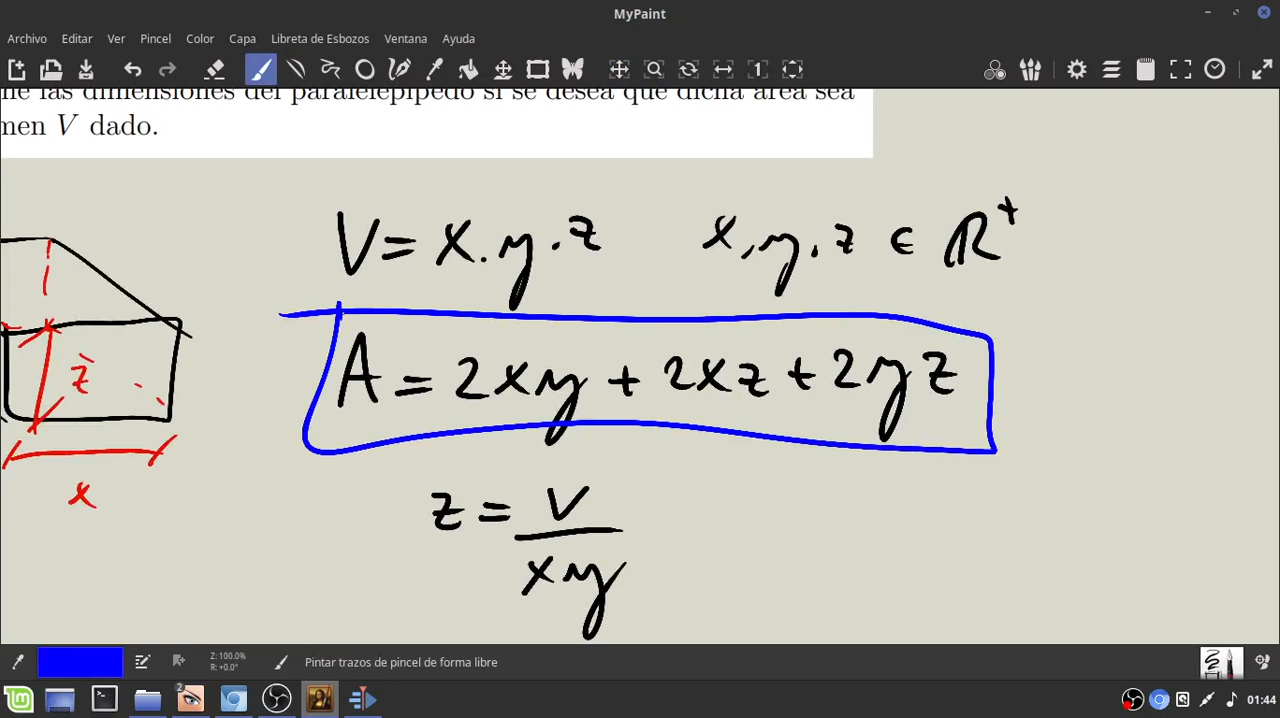 MyPaint
Archivo Editar Ver Pincel Color Capa Libreta de Esbozos Ventana Ayuda
ne las dimensiones del paralelepípedo si se desea que dicha área sea
men V dado.
V = x.y.z x,y,z ∈ R⁺
A = 2xy + 2xz + 2yz
z
x
z = V/xy
Z: 100.0%
R: +0.0°
Pintar trazos de pincel de forma libre
2
01:44